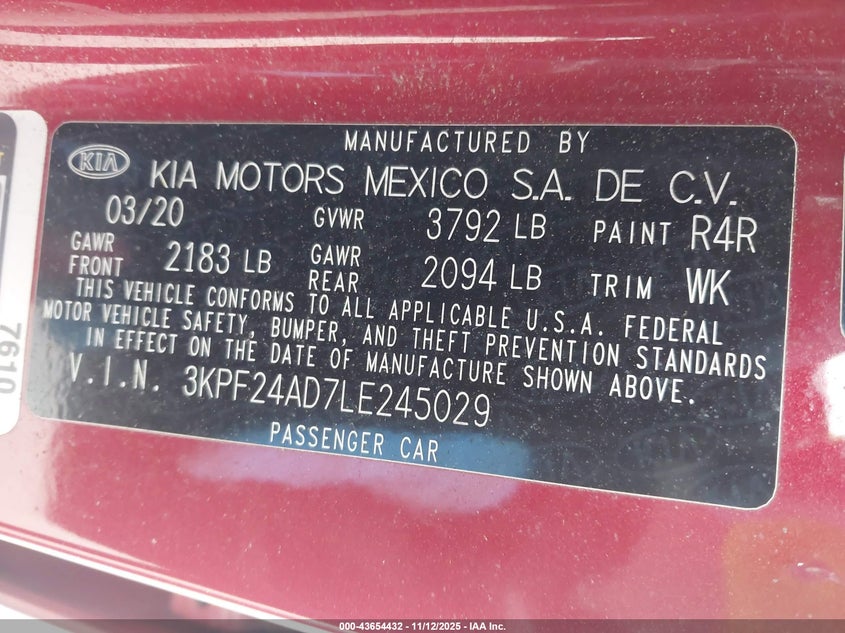 MANUFACTURED BY
KIA KIA MOTORS MEXICO S.A. DE C.V.
03/20 GVWR 3792 LB PAINT R4R
GAWR FRONT 2183 LB GAWR REAR 2094 LB TRIM WK
THIS VEHICLE CONFORMS TO ALL APPLICABLE U.S.A. FEDERAL
MOTOR VEHICLE SAFETY, BUMPER, AND THEFT PREVENTION STANDARDS
IN EFFECT ON THE DATE OF MANUFACTURE SHOWN ABOVE.
V.I.N. 3KPF24AD7LE245029
PASSENGER CAR
7610
000-43654432 - 11/12/2025 - IAA Inc.